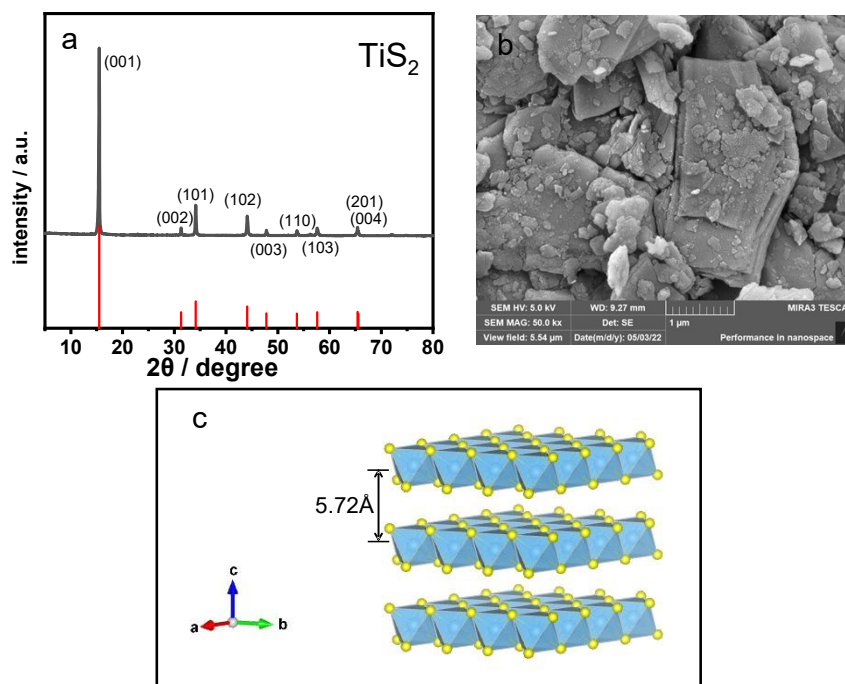 a
TiS₂
(001)
(002)
(101)
(102)
(003)
(110)
(103)
(201)
(004)
intensity / a.u.
10 20 30 40 50 60 70 80
2θ / degree
b
SEM HV: 5.0 kV WD: 9.27 mm MIRA3 TESCA
SEM MAG: 50.0 kx Det: SE 1 µm
View field: 5.54 µm Date(m/d/y): 05/03/22 Performance in nanospace
c
5.72Å
c
a
b